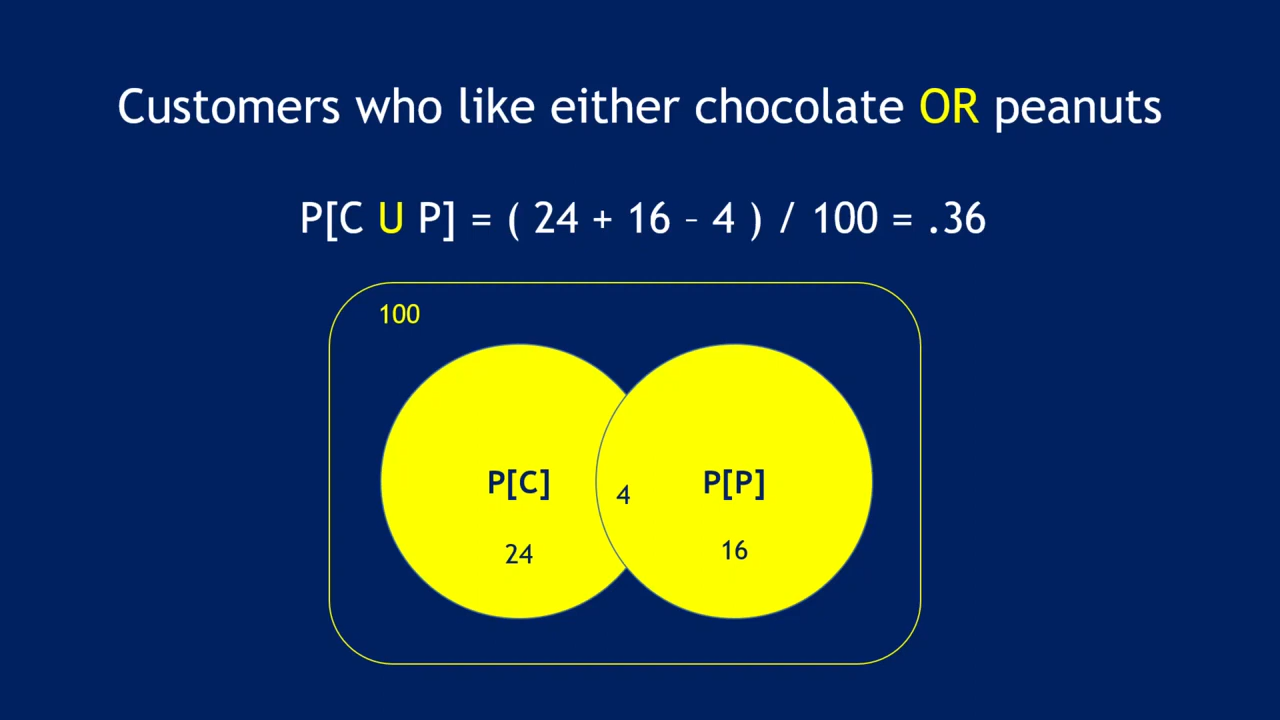 Customers who like either chocolate OR peanuts
P[C U P] = ( 24 + 16 – 4 ) / 100 = .36
100
P[C] 4 P[P]
24 16